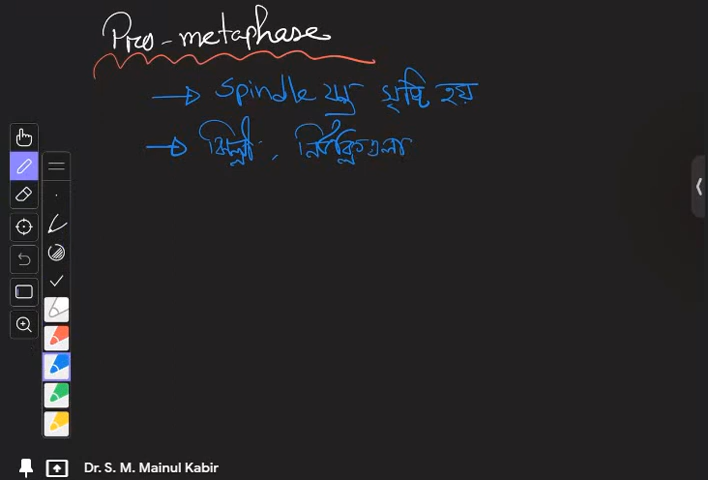 Pro-metaphase
→ Spindle যন্ত্র সৃষ্টি হয়
→ ঝিল্লী, নিউক্লিওলাস
Dr. S. M. Mainul Kabir